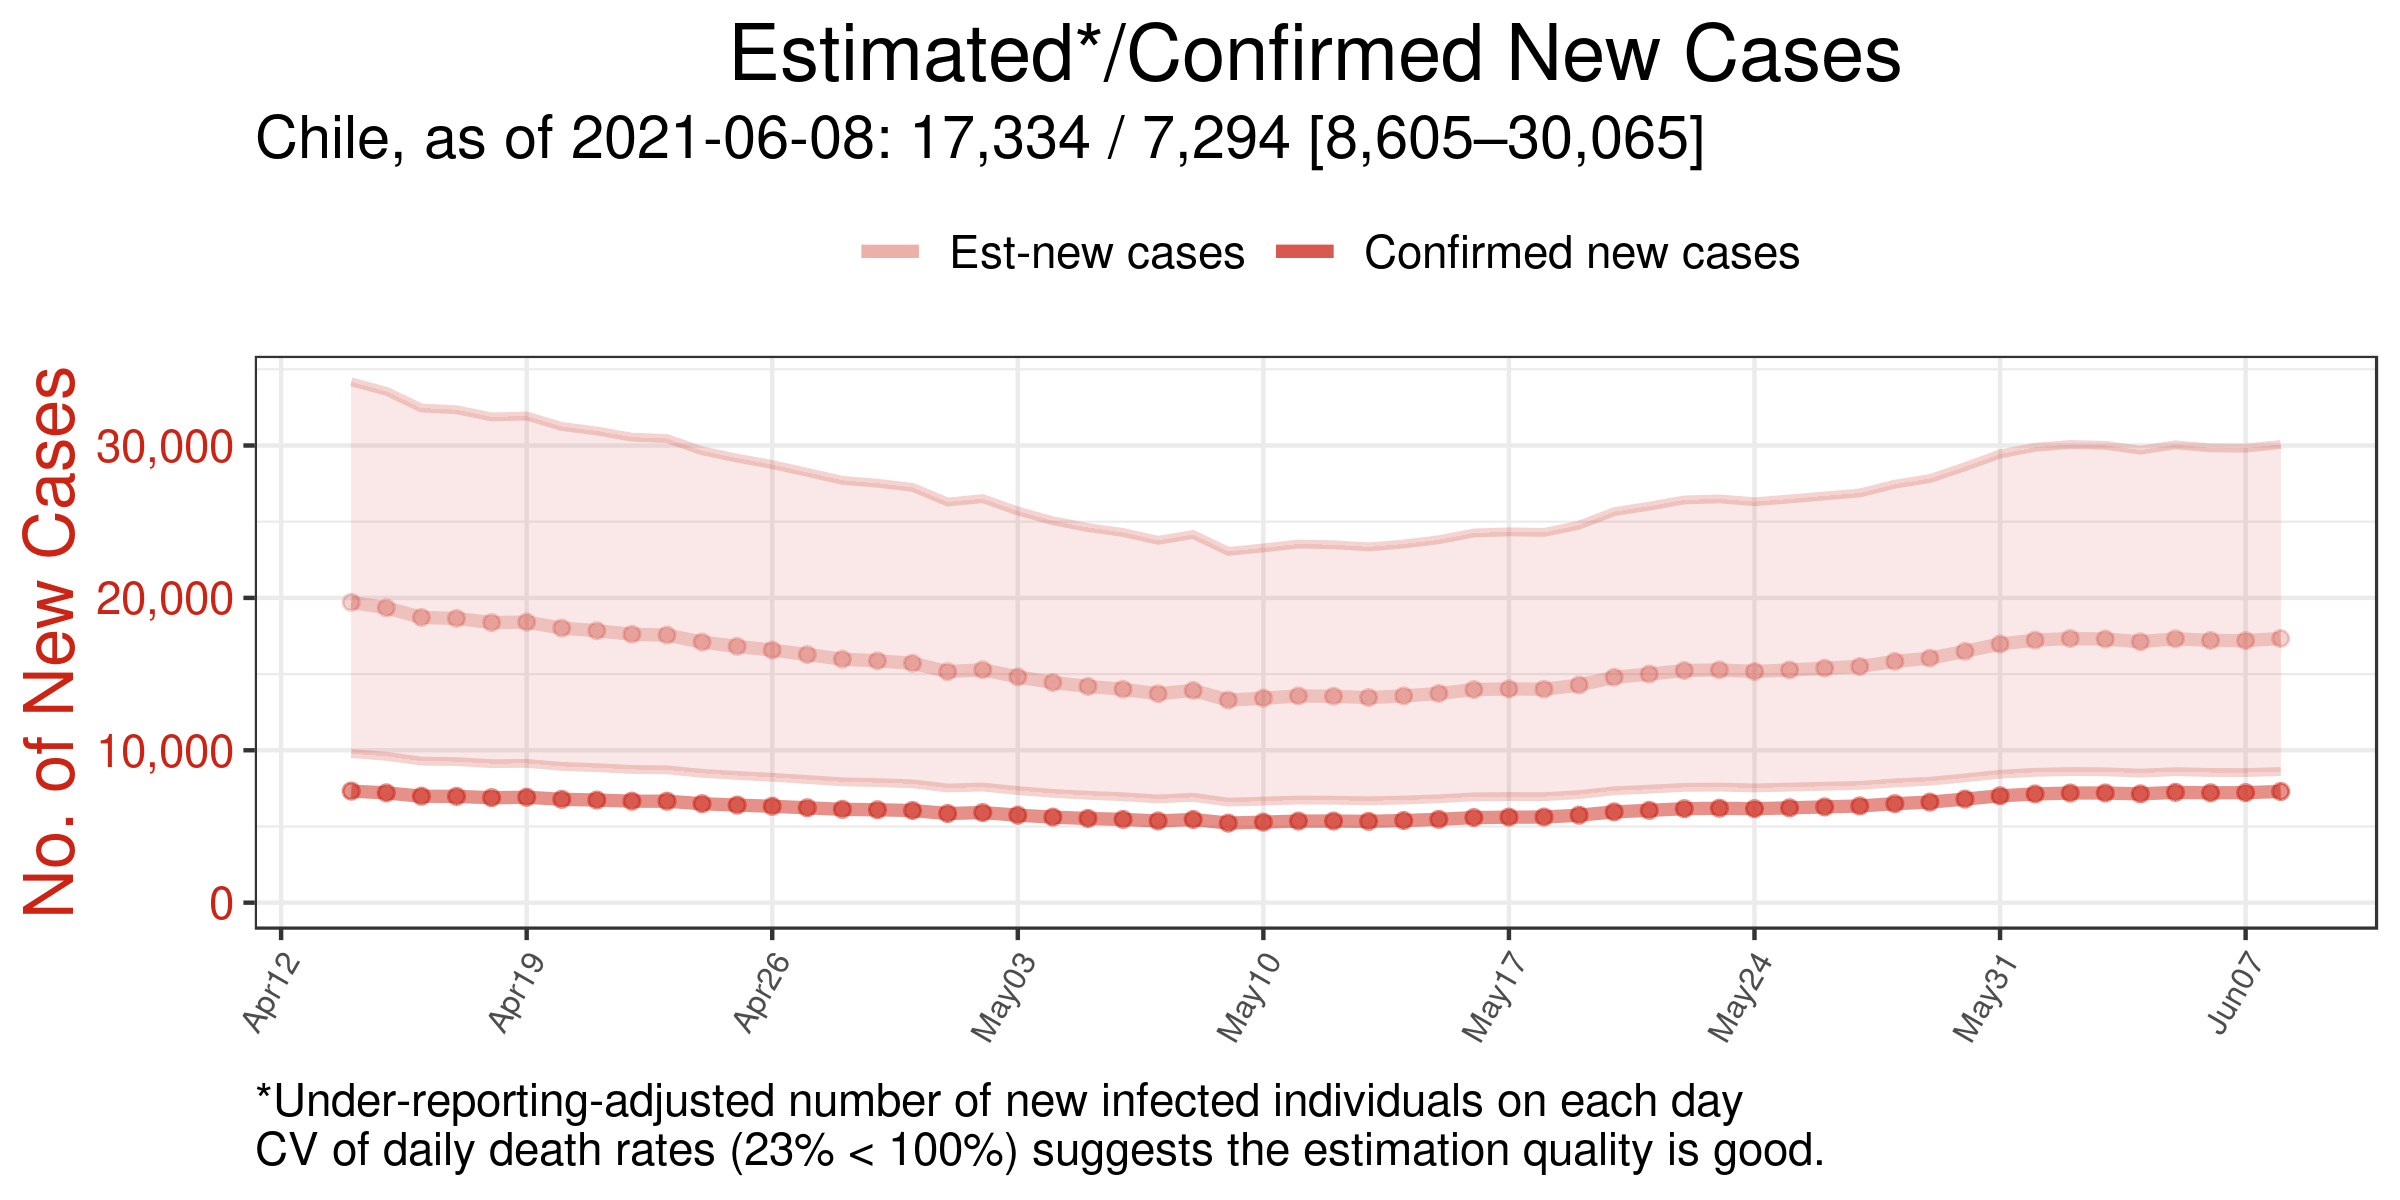 Estimated*/Confirmed New Cases
Chile, as of 2021-06-08: 17,334 / 7,294 [8,605–30,065]
Est-new cases
Confirmed new cases
No. of New Cases
30,000
20,000
10,000
0
Apr12
Apr19
Apr26
May03
May10
May17
May24
May31
Jun07
*Under-reporting-adjusted number of new infected individuals on each day
CV of daily death rates (23% < 100%) suggests the estimation quality is good.